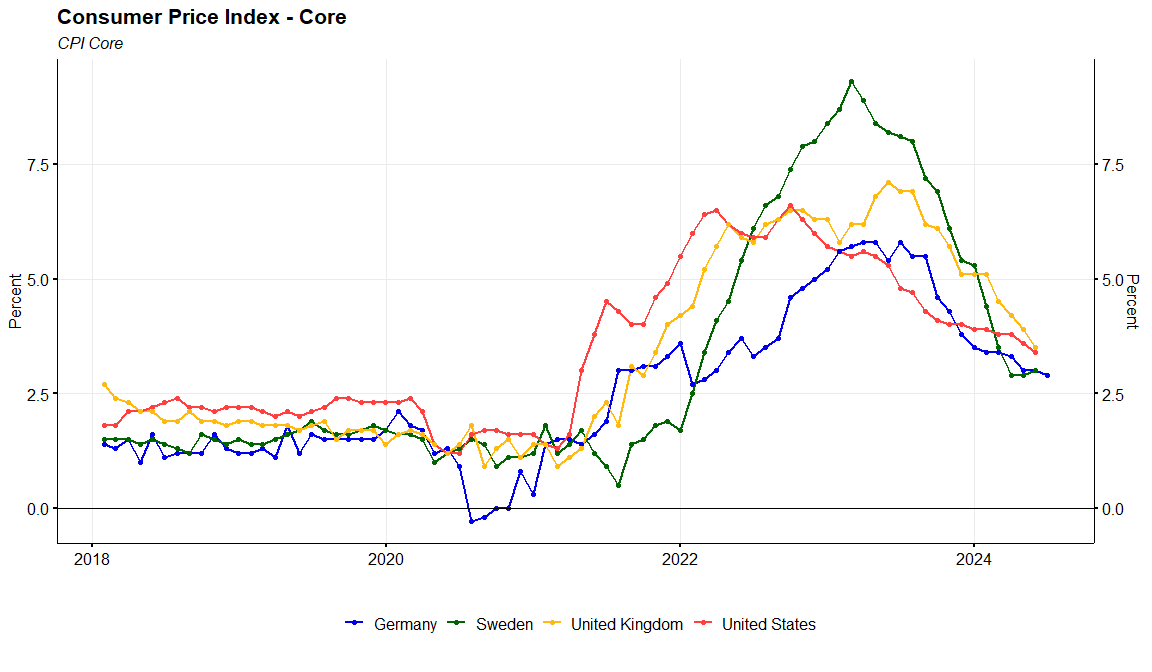 Consumer Price Index - Core
CPI Core
7.5 7.5
5.0 5.0
Percent Percent
2.5 2.5
0.0 0.0
2018 2020 2022 2024
Germany Sweden United Kingdom United States